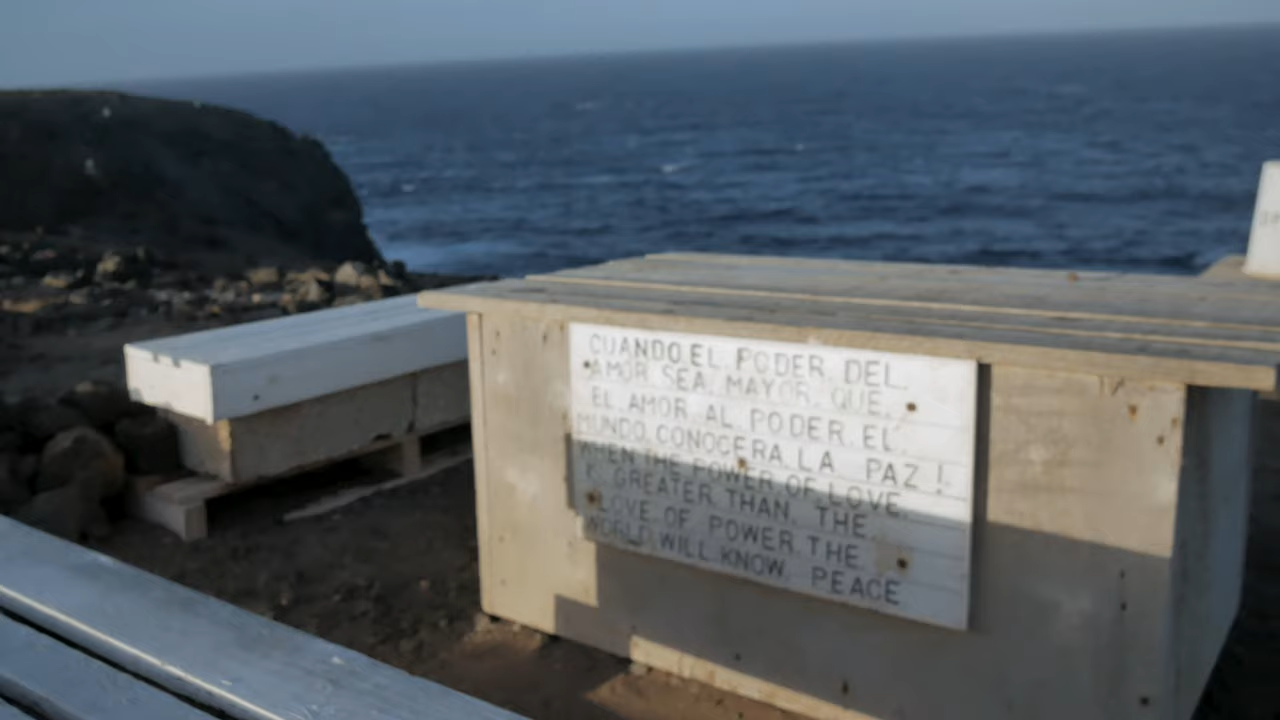 CUANDO.EL PODER DEL.
AMOR SEA. MAYOR QUE.
EL AMOR AL PODER. EL.
MUNDO. CONOCERA. LA PAZ !.
WHEN THE POWER OF LOVE.
GREATER THAN. THE
LOVE. OF POWER THE
WORLD. WILL KNOW. PEACE